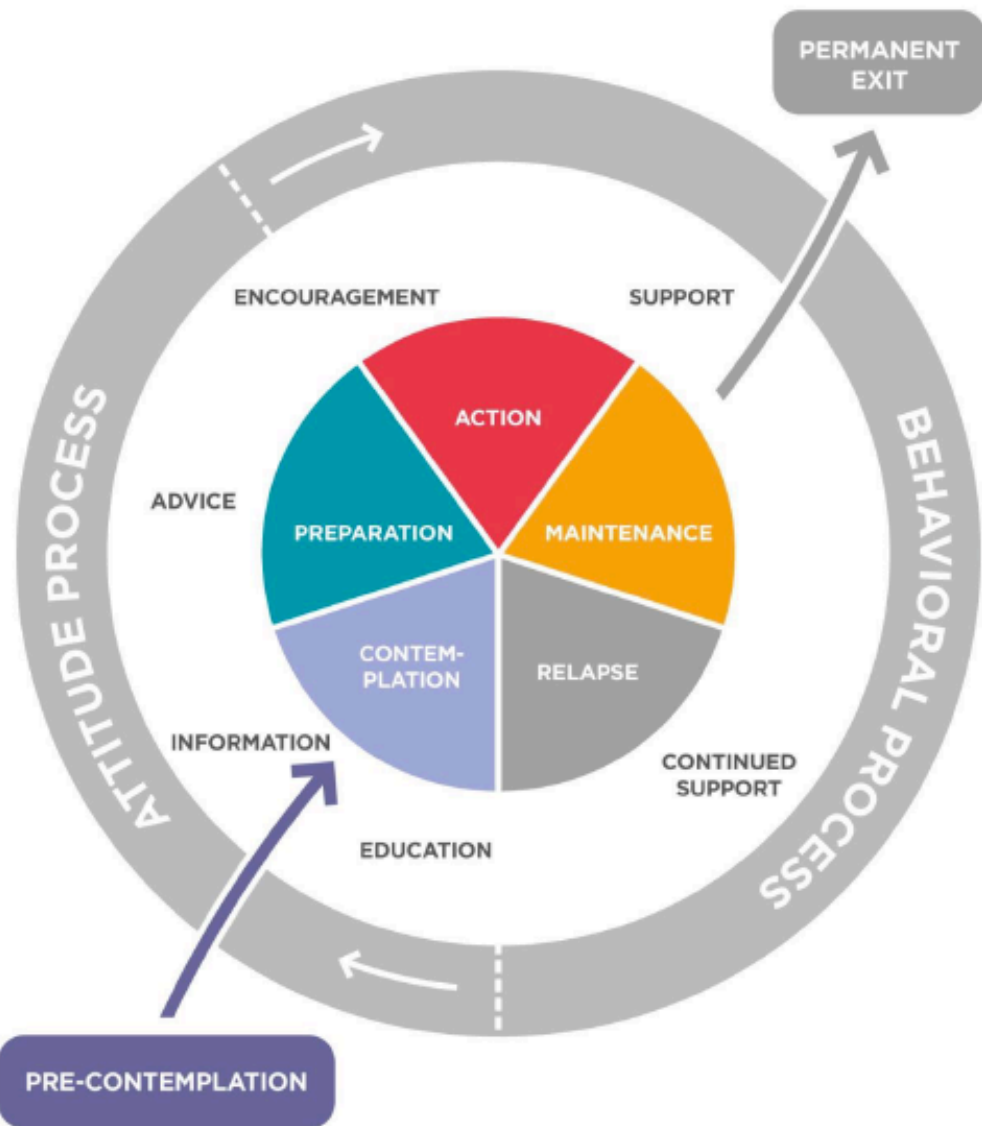 PERMANENT
EXIT
ENCOURAGEMENT
SUPPORT
ACTION
ADVICE
PREPARATION
MAINTENANCE
CONTEM-
PLATION
RELAPSE
INFORMATION
CONTINUED
SUPPORT
EDUCATION
ATTITUDE PROCESS
BEHAVIORAL PROCESS
PRE-CONTEMPLATION